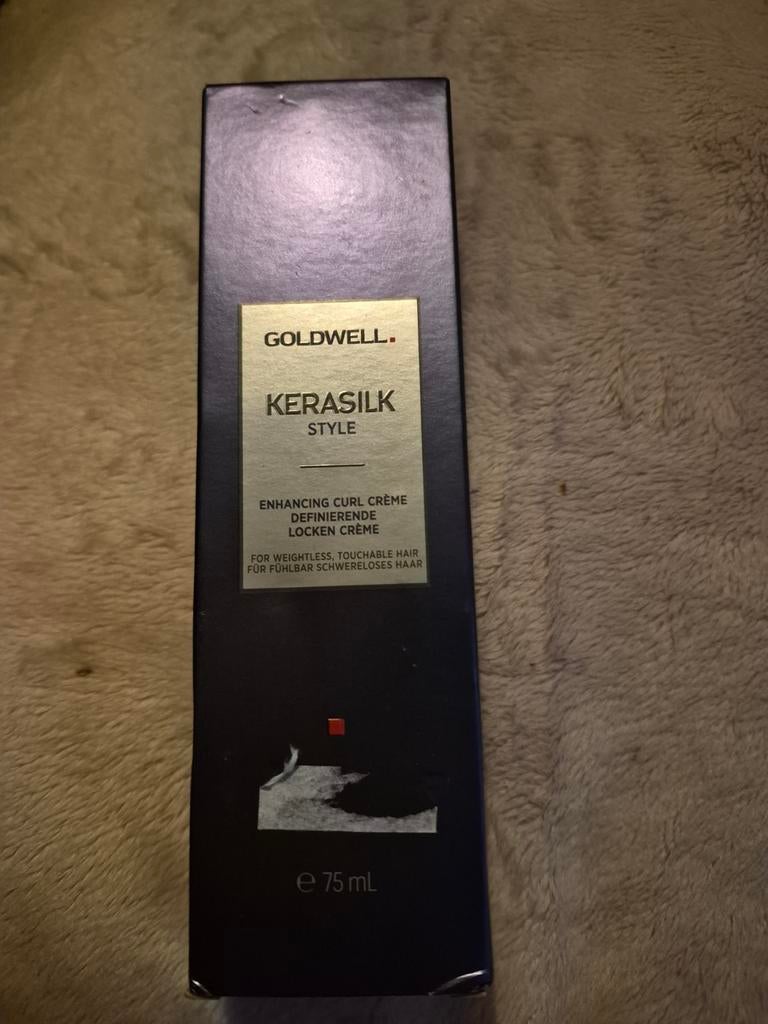 GOLDWELL.
KERASILK
STYLE
ENHANCING CURL CRÈME
DEFINIERENDE
LOCKEN CRÈME
FOR WEIGHTLESS, TOUCHABLE HAIR
FÜR FÜHLBAR SCHWERELOSES HAAR
℮ 75 mL